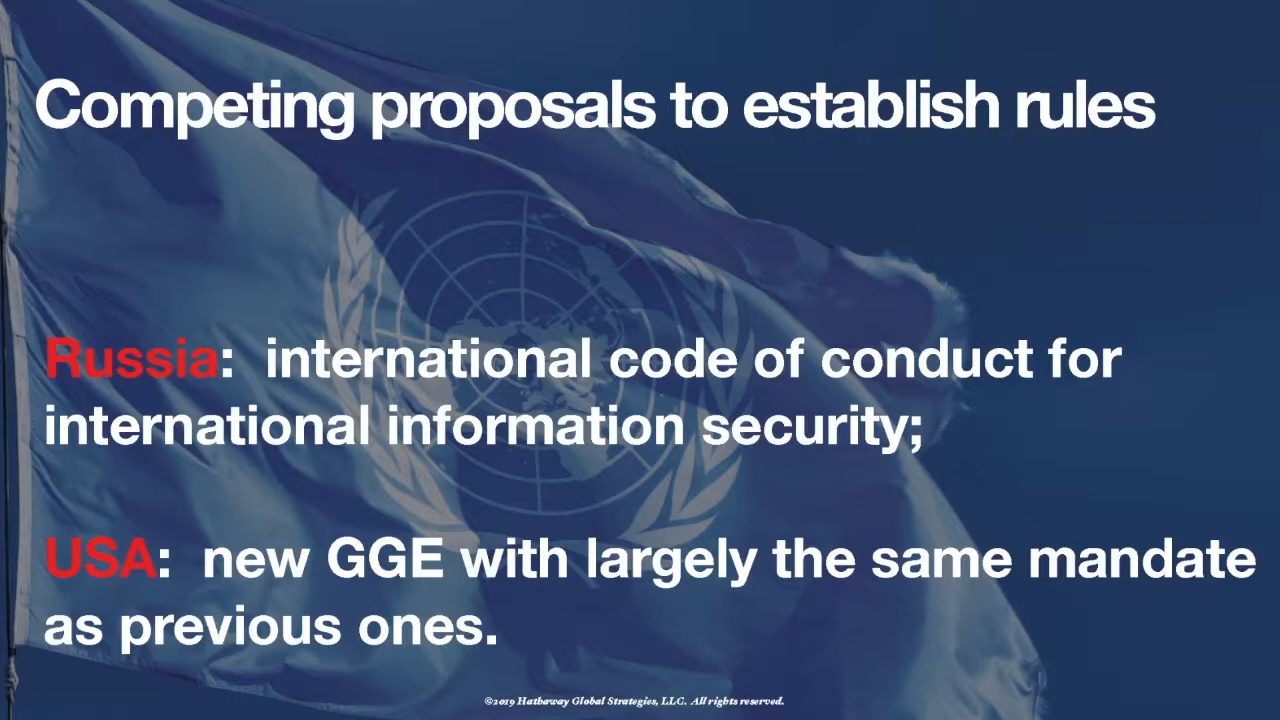 Competing proposals to establish rules
Russia:  international code of conduct for
international information security;
USA:  new GGE with largely the same mandate
as previous ones.
©2019 Hathaway Global Strategies, LLC. All rights reserved.